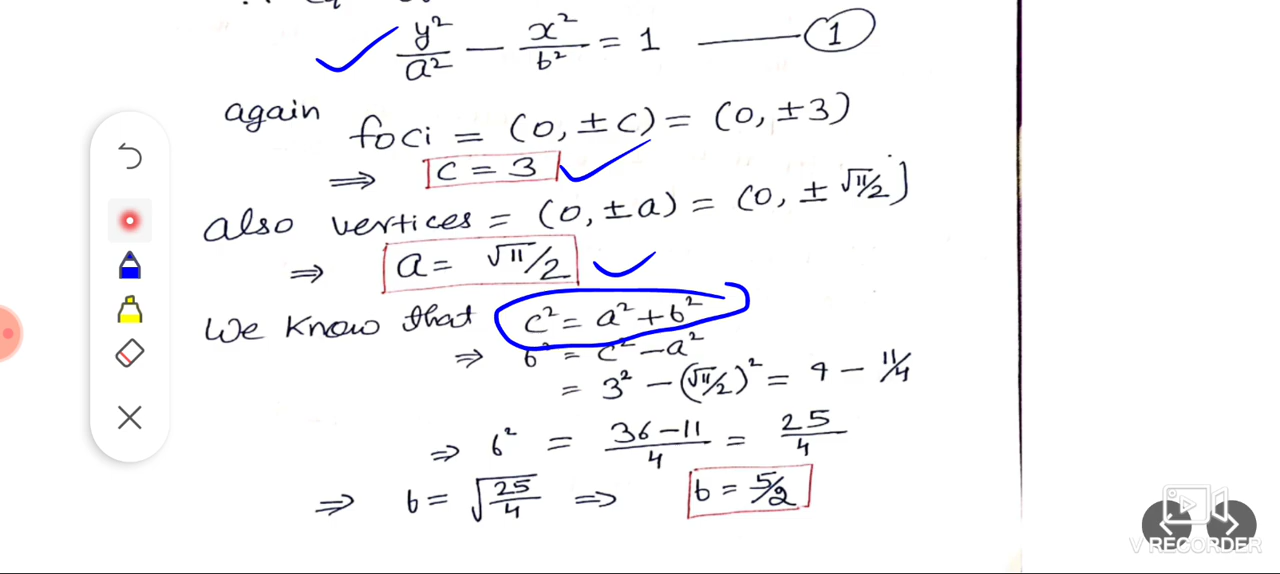 y²/a² − x²/b² = 1 —— ①
again
foci = (0, ±c) = (0, ±3)
⇒ c = 3
also vertices = (0, ±a) = (0, ± √11/2)
⇒ a = √11/2
We know that c² = a² + b²
⇒ b² = c² − a²
= 3² − (√11/2)² = 9 − 11/4
⇒ b² = 36 − 11/4 = 25/4
⇒ b = √25/4 ⇒ b = 5/2
V RECORDER